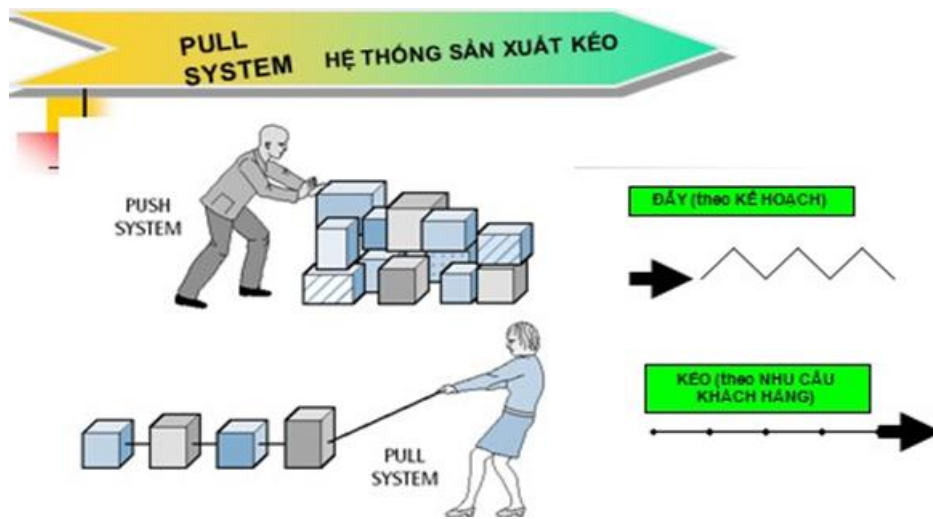 PULL
SYSTEM HỆ THỐNG SẢN XUẤT KÉO
PUSH
SYSTEM
ĐẨY (theo KẾ HOẠCH)
KÉO (theo NHU CẦU
KHÁCH HÀNG)
PULL
SYSTEM